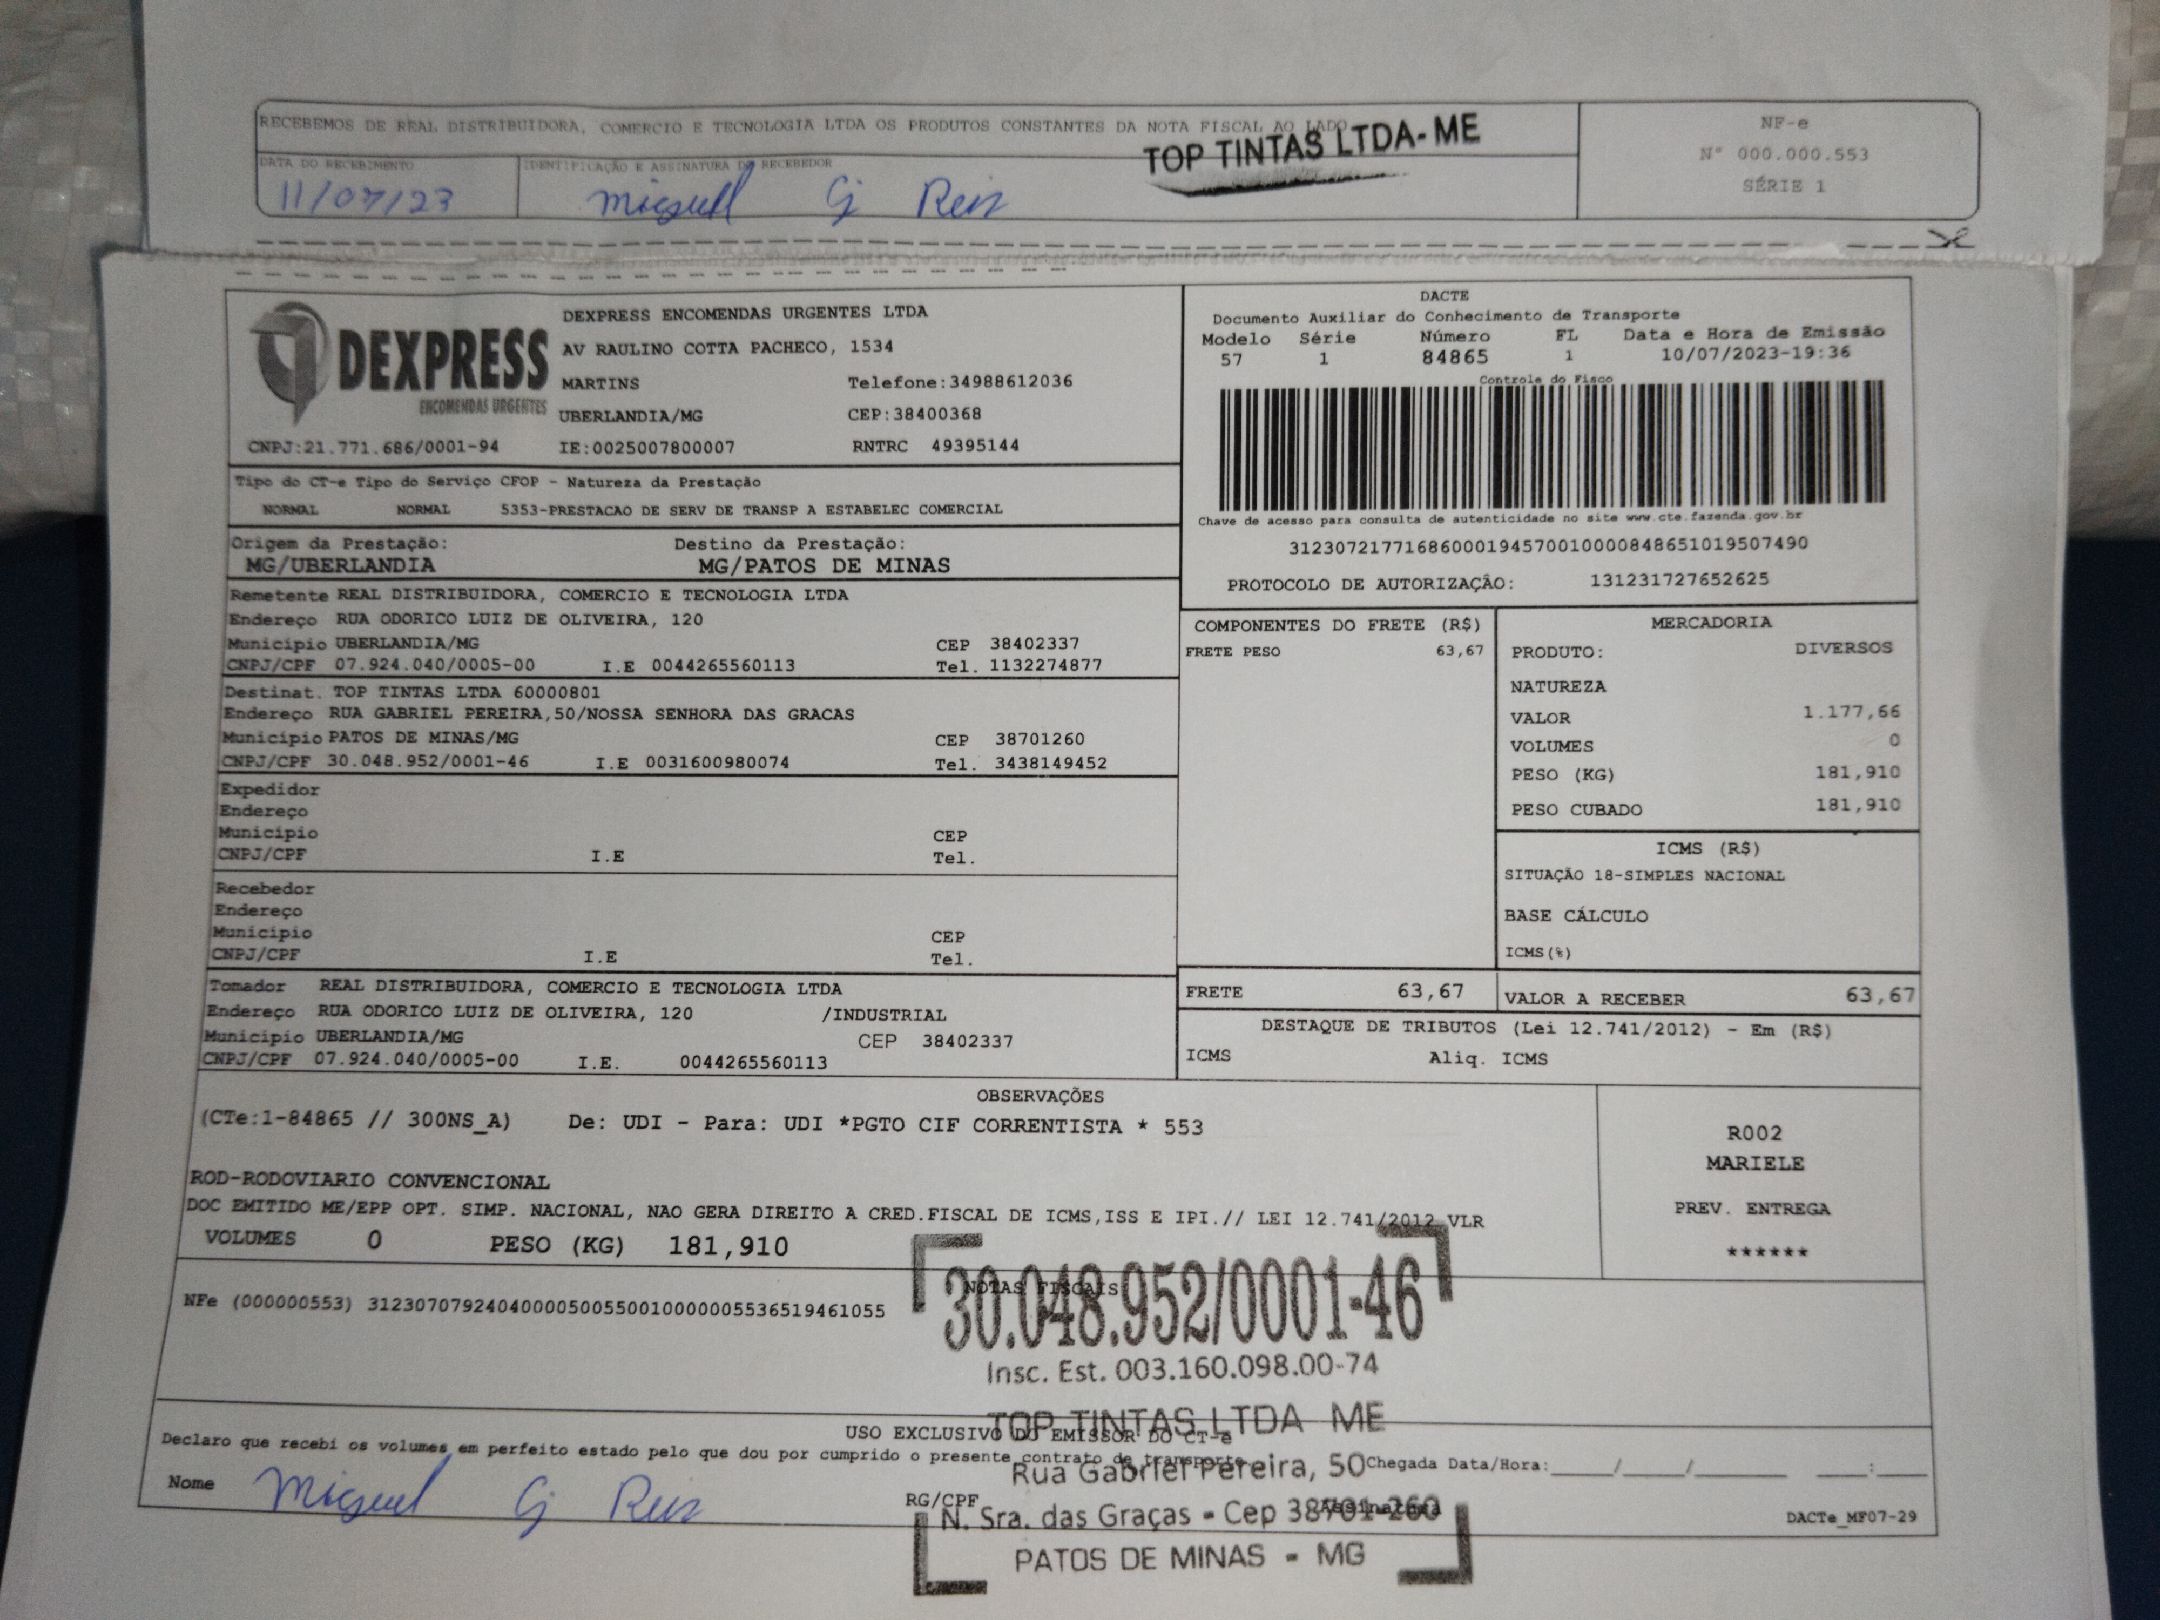 RECEBEMOS DE REAL DISTRIBUIDORA, COMERCIO E TECNOLOGIA LTDA OS PRODUTOS CONSTANTES DA NOTA FISCAL AO LADO
TOP TINTAS LTDA-ME
NF-e
N° 000.000.553
SÉRIE 1
DATA DO RECEBIMENTO
IDENTIFICAÇÃO E ASSINATURA DO RECEBEDOR
11/07/23
Miguel G Reis
DEXPRESS
ENCOMENDAS URGENTES
DEXPRESS ENCOMENDAS URGENTES LTDA
AV RAULINO COTTA PACHECO, 1534
MARTINS Telefone:34988612036
UBERLANDIA/MG CEP:38400368
CNPJ:21.771.686/0001-94 IE:0025007800007 RNTRC 49395144
DACTE
Documento Auxiliar do Conhecimento de Transporte
Modelo Série Número FL Data e Hora de Emissão
57 1 84865 1 10/07/2023-19:36
Controle do Fisco
Chave de acesso para consulta de autenticidade no site www.cte.fazenda.gov.br
31230721771686000194570010000848651019507490
PROTOCOLO DE AUTORIZAÇÃO: 131231727652625
Tipo do CT-e Tipo do Serviço CFOP - Natureza da Prestação
NORMAL NORMAL 5353-PRESTACAO DE SERV DE TRANSP A ESTABELEC COMERCIAL
Origem da Prestação: Destino da Prestação:
MG/UBERLANDIA MG/PATOS DE MINAS
Remetente REAL DISTRIBUIDORA, COMERCIO E TECNOLOGIA LTDA
Endereço RUA ODORICO LUIZ DE OLIVEIRA, 120
Município UBERLANDIA/MG CEP 38402337
CNPJ/CPF 07.924.040/0005-00 I.E 0044265560113 Tel. 1132274877
Destinat. TOP TINTAS LTDA 60000801
Endereço RUA GABRIEL PEREIRA,50/NOSSA SENHORA DAS GRACAS
Município PATOS DE MINAS/MG CEP 38701260
CNPJ/CPF 30.048.952/0001-46 I.E 0031600980074 Tel. 3438149452
Expedidor
Endereço
Município CEP
CNPJ/CPF I.E Tel.
Recebedor
Endereço
Município CEP
CNPJ/CPF I.E Tel.
Tomador REAL DISTRIBUIDORA, COMERCIO E TECNOLOGIA LTDA
Endereço RUA ODORICO LUIZ DE OLIVEIRA, 120 /INDUSTRIAL
Município UBERLANDIA/MG CEP 38402337
CNPJ/CPF 07.924.040/0005-00 I.E. 0044265560113
COMPONENTES DO FRETE (R$)
FRETE PESO 63,67
MERCADORIA
PRODUTO: DIVERSOS
NATUREZA
VALOR 1.177,66
VOLUMES 0
PESO (KG) 181,910
PESO CUBADO 181,910
ICMS (R$)
SITUAÇÃO 18-SIMPLES NACIONAL
BASE CÁLCULO
ICMS(%)
FRETE 63,67 VALOR A RECEBER 63,67
DESTAQUE DE TRIBUTOS (Lei 12.741/2012) - Em (R$)
ICMS Aliq. ICMS
OBSERVAÇÕES
(CTe:1-84865 // 300NS_A) De: UDI - Para: UDI *PGTO CIF CORRENTISTA * 553
ROD-RODOVIARIO CONVENCIONAL
DOC EMITIDO ME/EPP OPT. SIMP. NACIONAL, NAO GERA DIREITO A CRED.FISCAL DE ICMS,ISS E IPI.// LEI 12.741/2012 VLR
VOLUMES 0 PESO (KG) 181,910
R002
MARIELE
PREV. ENTREGA
******
NOTAS FISCAIS
NFe (000000553) 31230707924040000500550010000005536519461055
30.048.952/0001-46
Insc. Est. 003.160.098.00-74
TOP TINTAS LTDA ME
Rua Gabriel Pereira, 50
N. Sra. das Graças - Cep 38701-260
PATOS DE MINAS - MG
USO EXCLUSIVO DO EMISSOR DO CT-e
Declaro que recebi os volumes em perfeito estado pelo que dou por cumprido o presente contrato de transporte.
Chegada Data/Hora:____/____/____ ____:____
Nome Miguel G Reis RG/CPF Assinatura
DACTe_MF07-29